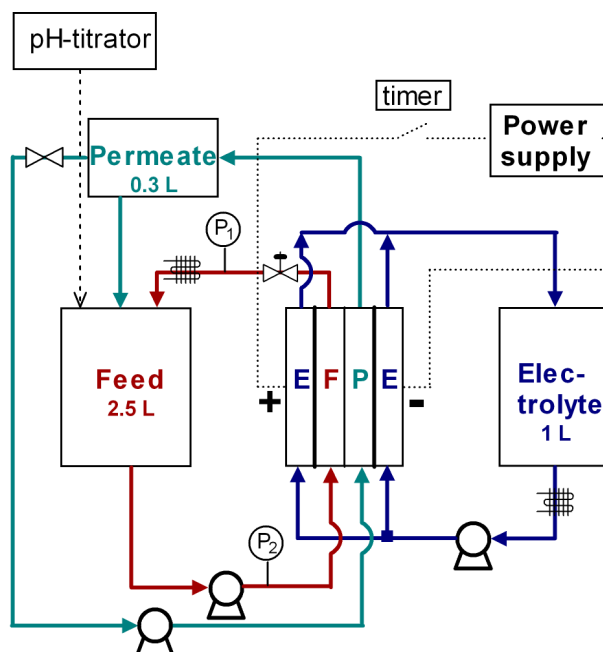 pH-titrator
timer
Power
supply
Permeate
0.3 L
P1
Feed
2.5 L
E
F
P
E
+
-
Elec-
trolyte
1 L
P2